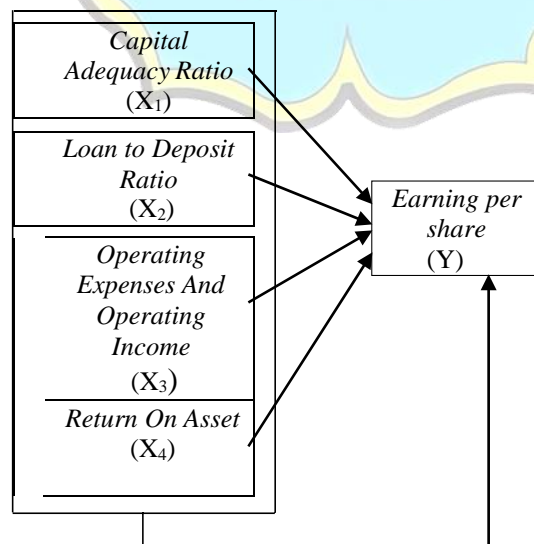 Capital
Adequacy Ratio
(X₁)
Loan to Deposit
Ratio
(X₂)
Operating
Expenses And
Operating
Income
(X₃)
Return On Asset
(X₄)
Earning per
share
(Y)